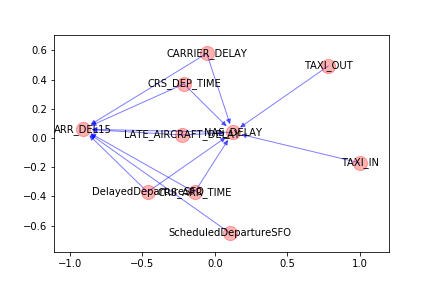 0.6
0.4
0.2
0.0
−0.2
−0.4
−0.6
−1.0
−0.5
0.0
0.5
1.0
CARRIER_DELAY
TAXI_OUT
CRS_DEP_TIME
ARR_DEL15
LATE_AIRCRAFT_DELAY
NAS_DELAY
TAXI_IN
DelayedDepartureSFO
CRS_ARR_TIME
ScheduledDepartureSFO